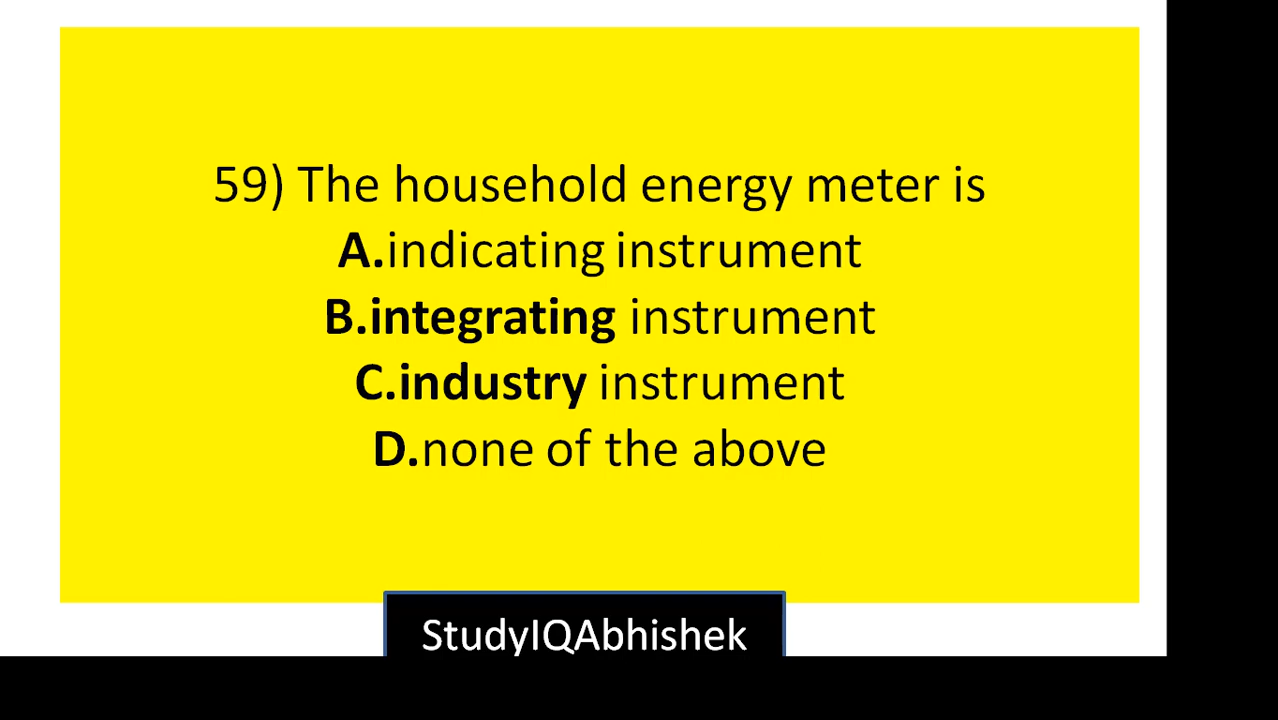 59) The household energy meter is
A.indicating instrument
B.integrating instrument
C.industry instrument
D.none of the above
StudyIQAbhishek